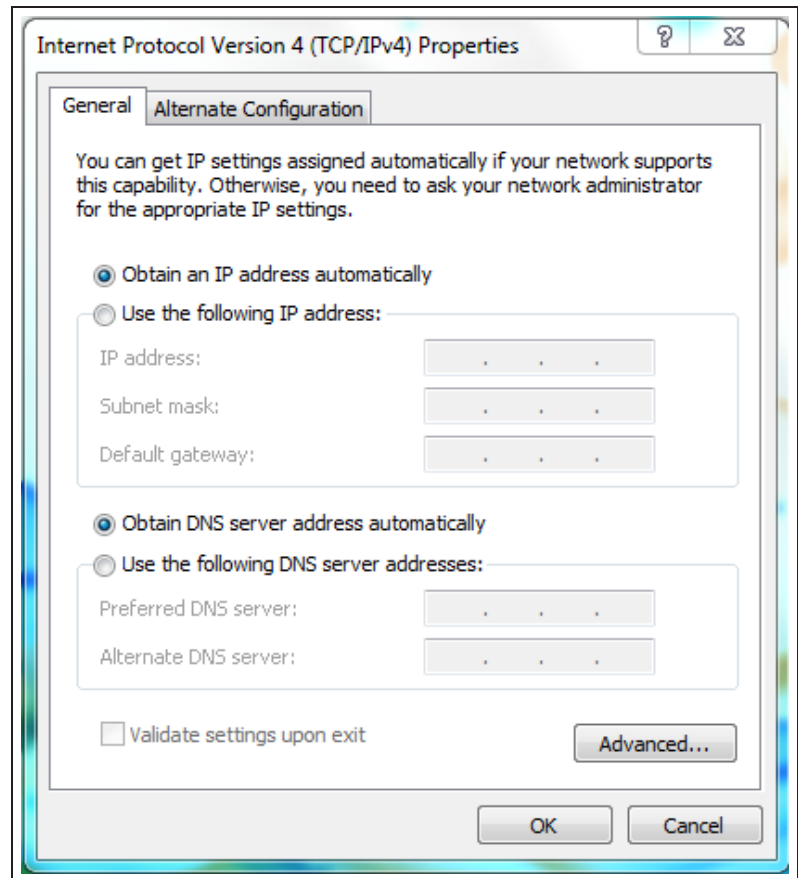 Internet Protocol Version 4 (TCP/IPv4) Properties
General
Alternate Configuration
You can get IP settings assigned automatically if your network supports
this capability. Otherwise, you need to ask your network administrator
for the appropriate IP settings.
Obtain an IP address automatically
Use the following IP address:
IP address:
. . .
Subnet mask:
. . .
Default gateway:
. . .
Obtain DNS server address automatically
Use the following DNS server addresses:
Preferred DNS server:
. . .
Alternate DNS server:
. . .
Validate settings upon exit
Advanced...
OK
Cancel